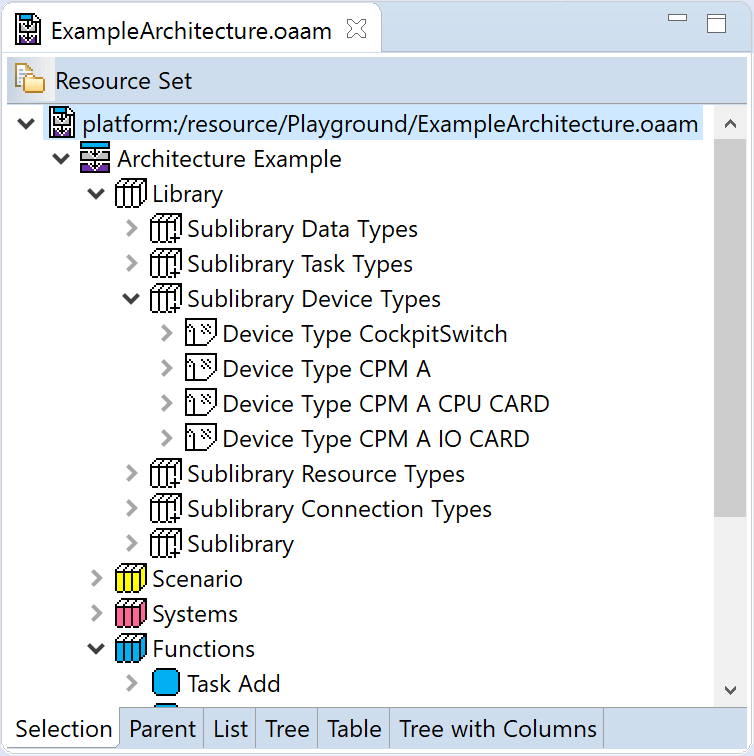 ExampleArchitecture.oaam
Resource Set
platform:/resource/Playground/ExampleArchitecture.oaam
Architecture Example
Library
Sublibrary Data Types
Sublibrary Task Types
Sublibrary Device Types
Device Type CockpitSwitch
Device Type CPM A
Device Type CPM A CPU CARD
Device Type CPM A IO CARD
Sublibrary Resource Types
Sublibrary Connection Types
Sublibrary
Scenario
Systems
Functions
Task Add
Selection Parent List Tree Table Tree with Columns